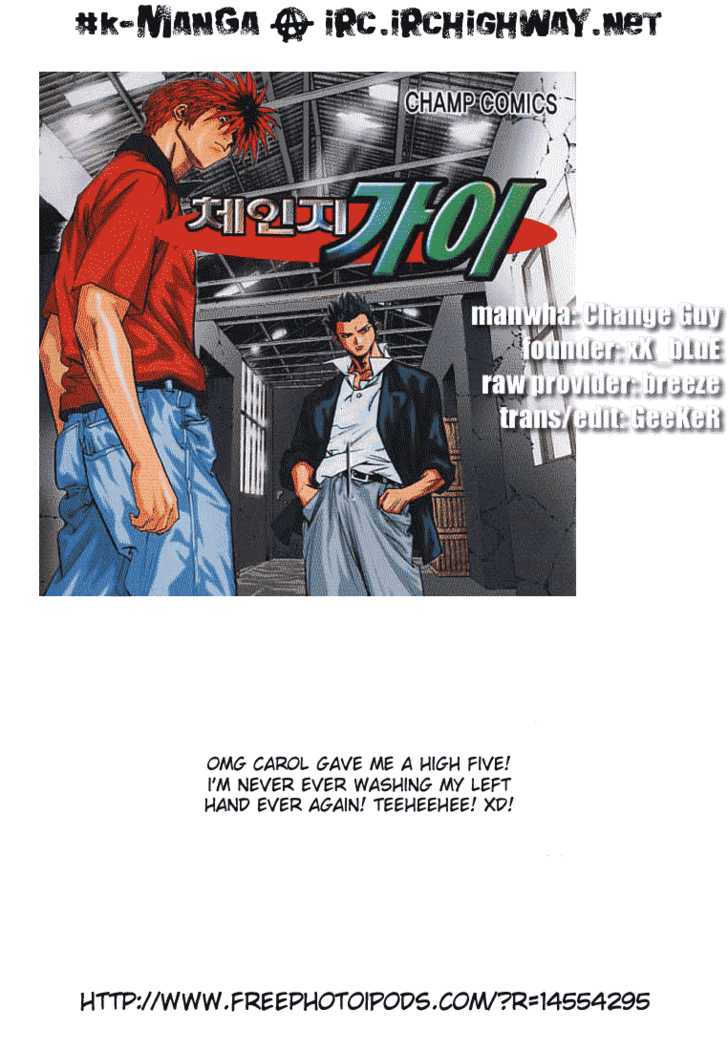 #k-MANGA @ iRC.iRCHiGHWAY.NET
CHAMP COMICS
체인지 가이
manwha: Change Guy
founder: xX_bLuE
raw provider: breeze
trans/edit: GeeKeR
OMG CAROL GAVE ME A HIGH FIVE!
I'M NEVER EVER WASHING MY LEFT
HAND EVER AGAIN! TEEHEEHEE! XD!
HTTP://WWW.FREEPHOTOIPODS.COM/?R=14554295